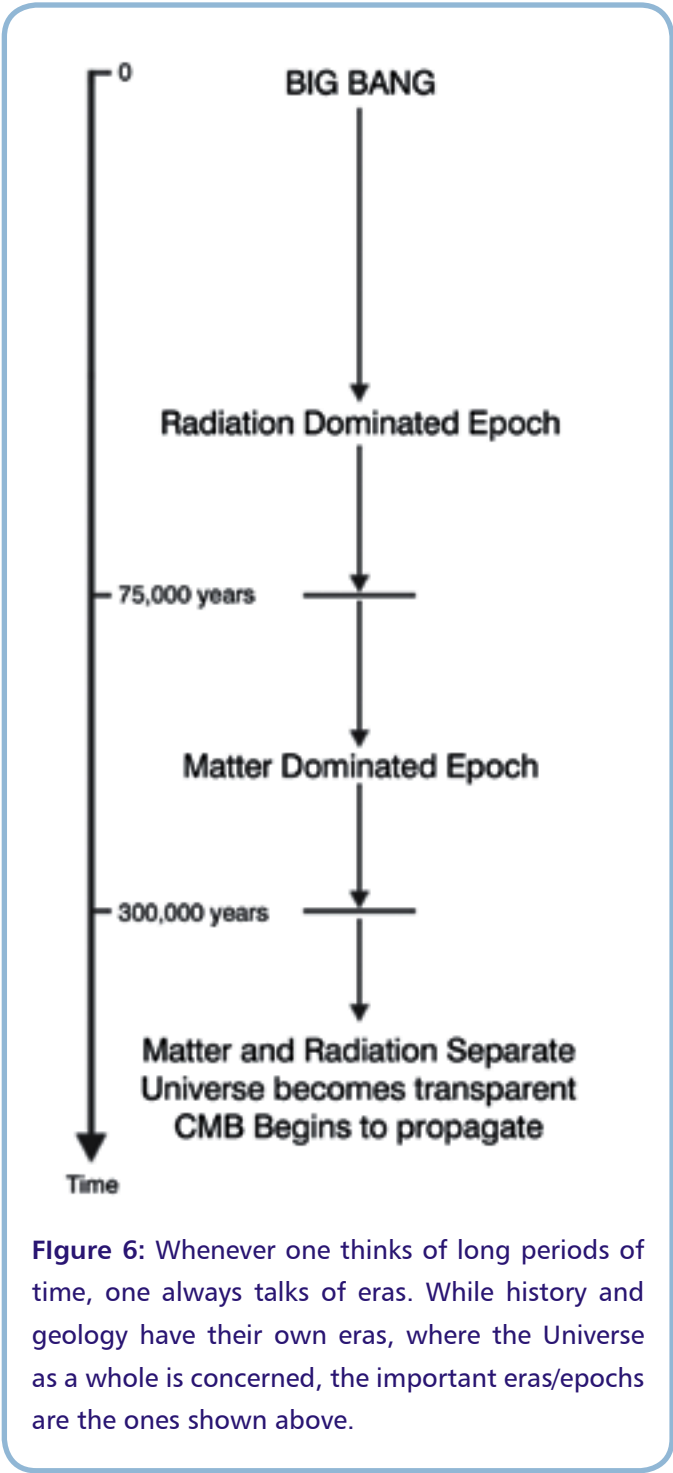 0
BIG BANG
Radiation Dominated Epoch
75,000 years
Matter Dominated Epoch
300,000 years
Matter and Radiation Separate
Universe becomes transparent
CMB Begins to propagate
Time
FIgure 6: Whenever one thinks of long periods of
time, one always talks of eras. While history and
geology have their own eras, where the Universe
as a whole is concerned, the important eras/epochs
are the ones shown above.